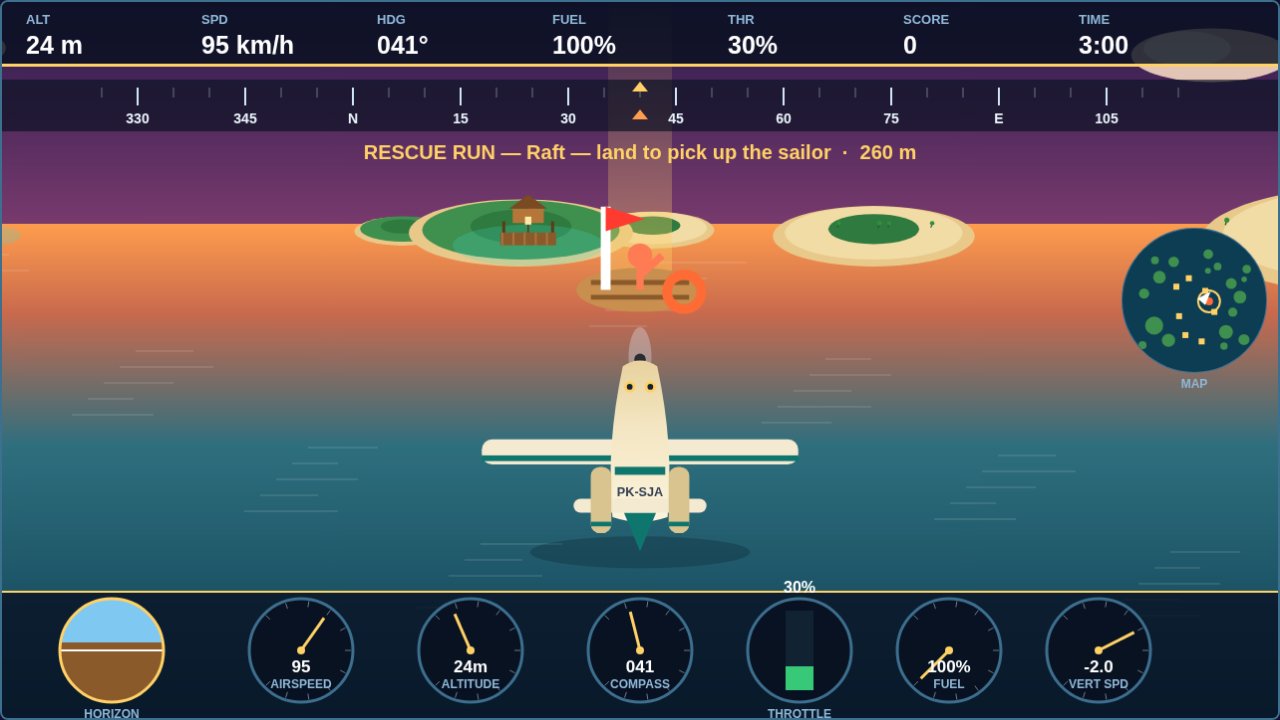 ALT SPD HDG FUEL THR SCORE TIME
24 m 95 km/h 041° 100% 30% 0 3:00
330 345 N 15 30 45 60 75 E 105
RESCUE RUN — Raft — land to pick up the sailor · 260 m
MAP
PK-SJA
30%
95 24m 041 100% -2.0
AIRSPEED ALTITUDE COMPASS FUEL VERT SPD
HORIZON THROTTLE